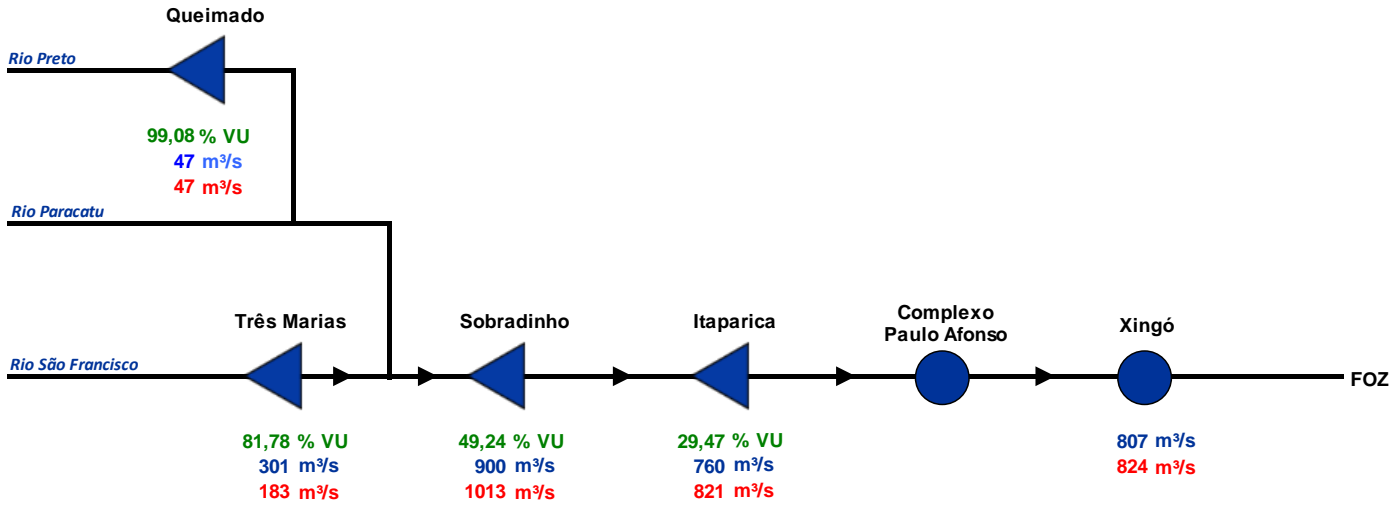 Queimado
Rio Preto
99,08 % VU
47 m³/s
47 m³/s
Rio Paracatu
Três Marias
Sobradinho
Itaparica
Complexo
Paulo Afonso
Xingó
Rio São Francisco
FOZ
81,78 % VU
301 m³/s
183 m³/s
49,24 % VU
900 m³/s
1013 m³/s
29,47 % VU
760 m³/s
821 m³/s
807 m³/s
824 m³/s